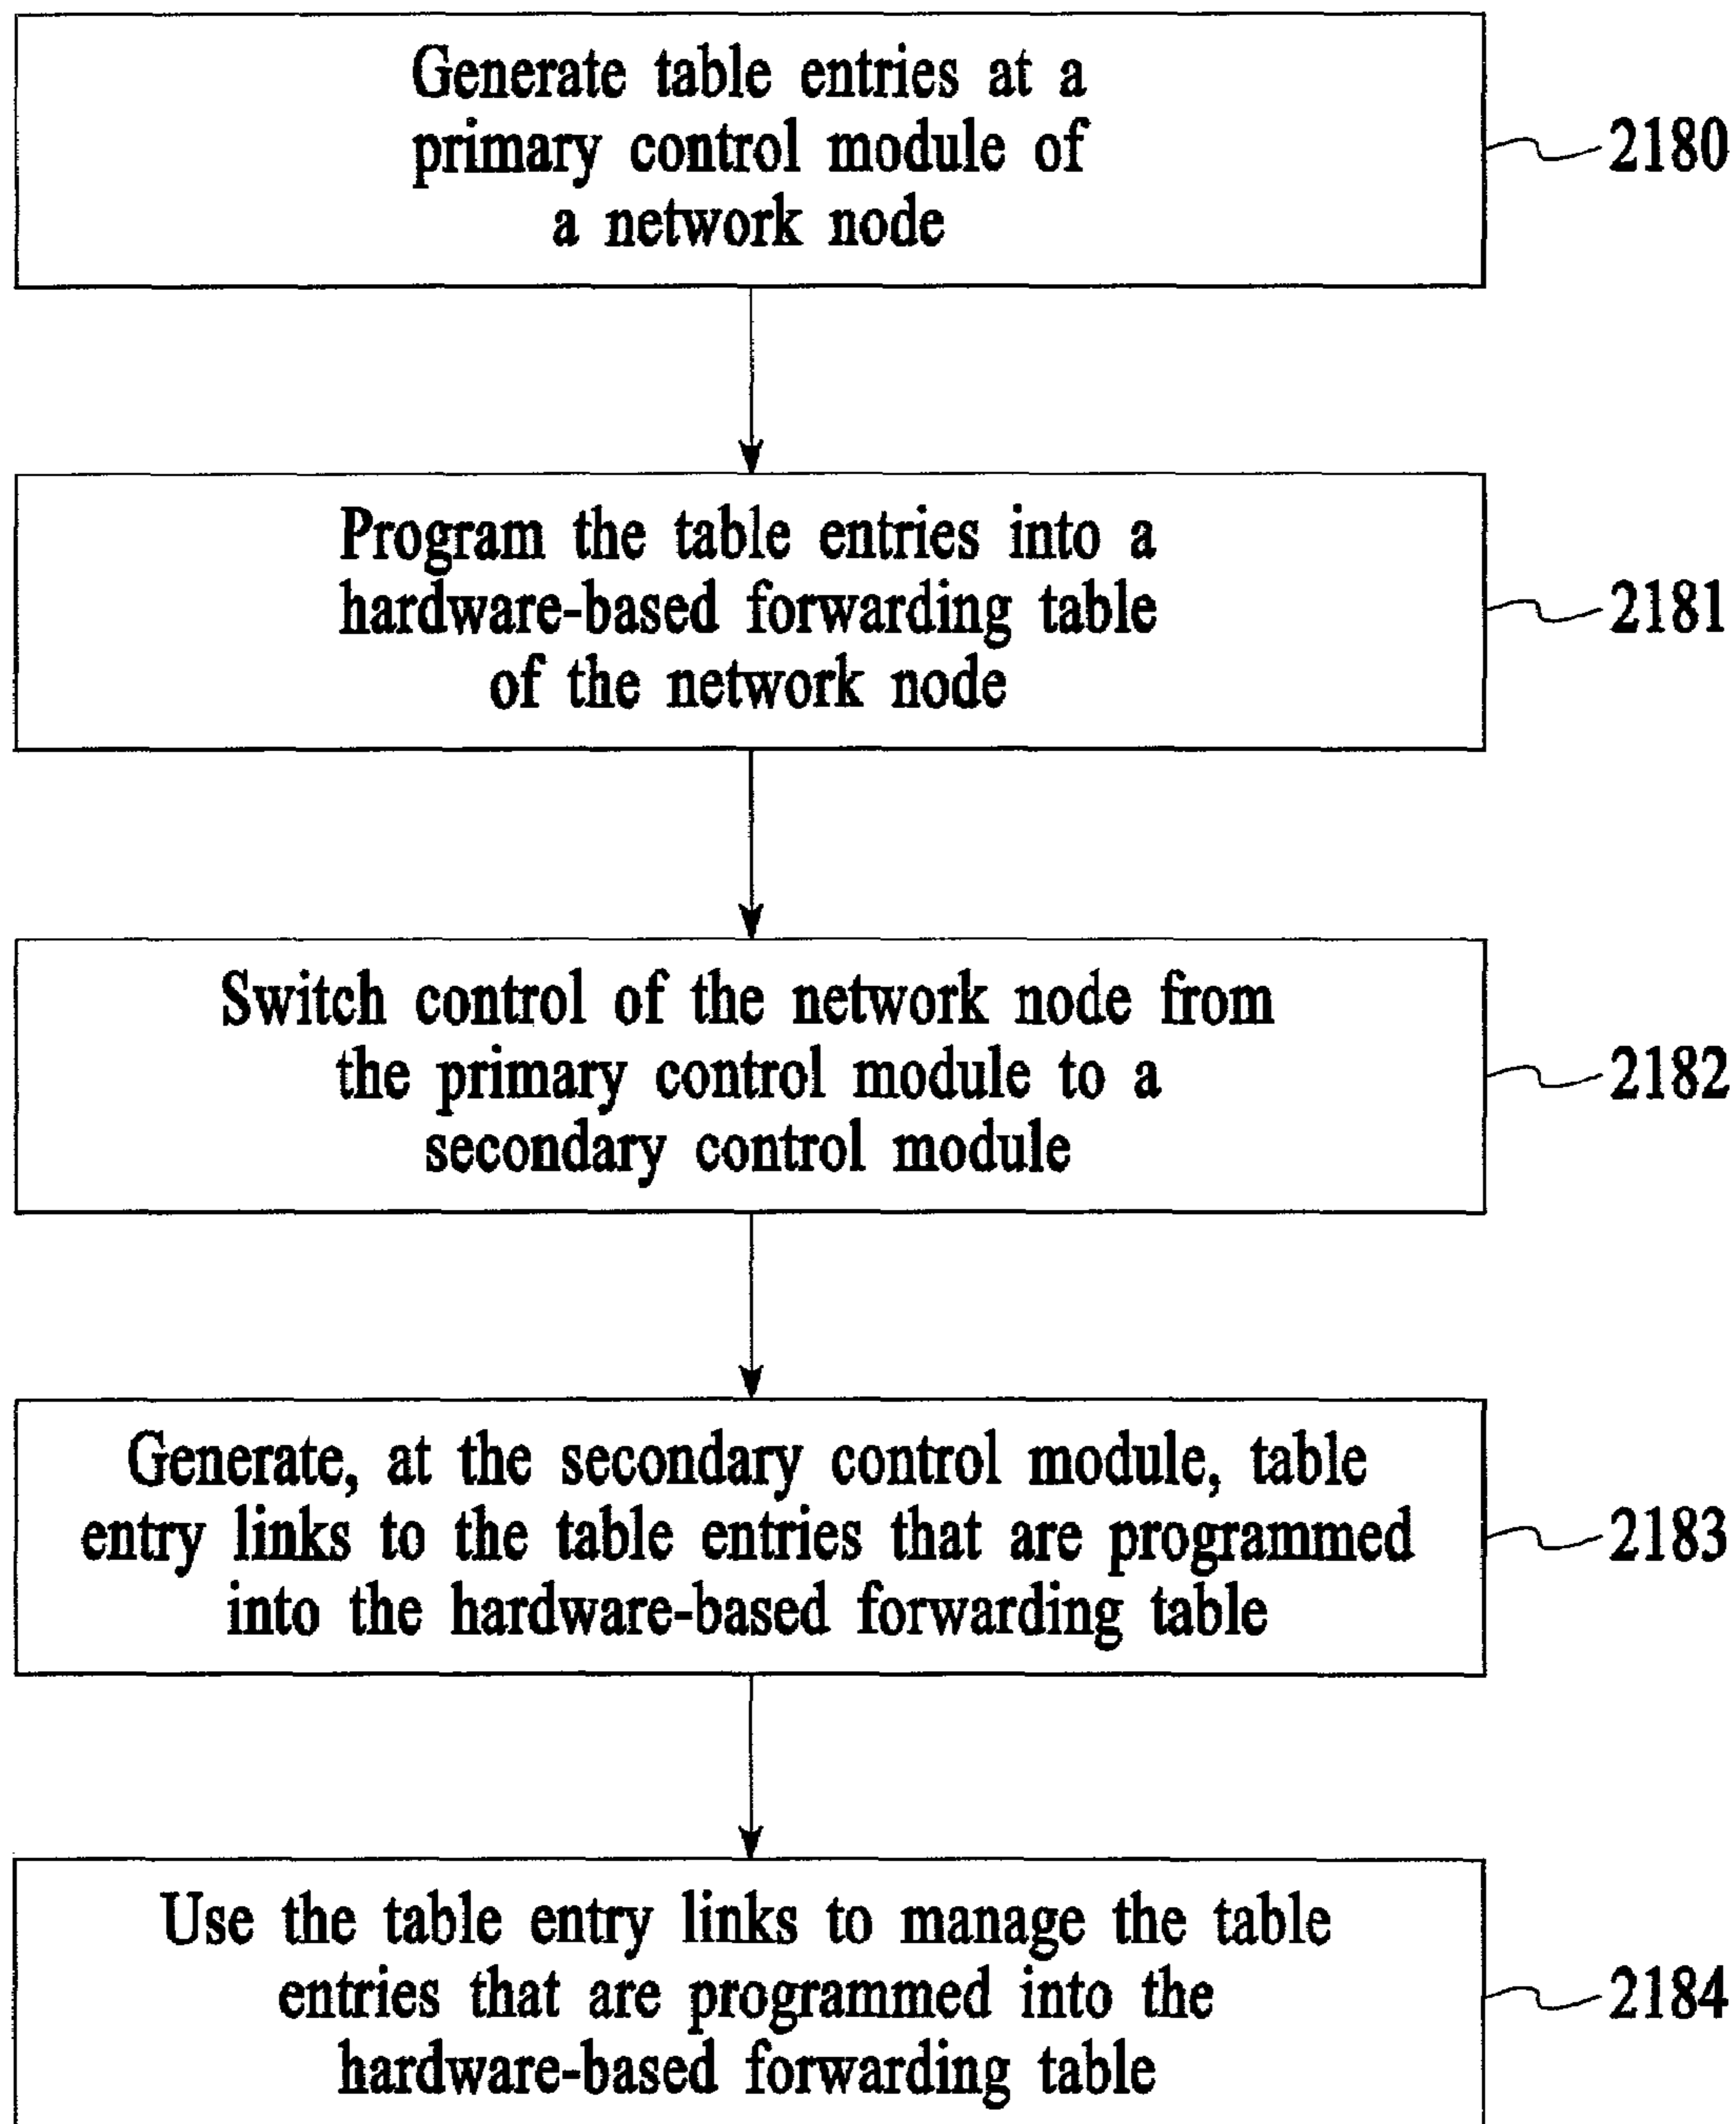 Generate table entries at a
primary control module of
a network node
2180
Program the table entries into a
hardware-based forwarding table
of the network node
2181
Switch control of the network node from
the primary control module to a
secondary control module
2182
Generate, at the secondary control module, table
entry links to the table entries that are programmed
into the hardware-based forwarding table
2183
Use the table entry links to manage the table
entries that are programmed into the
hardware-based forwarding table
2184